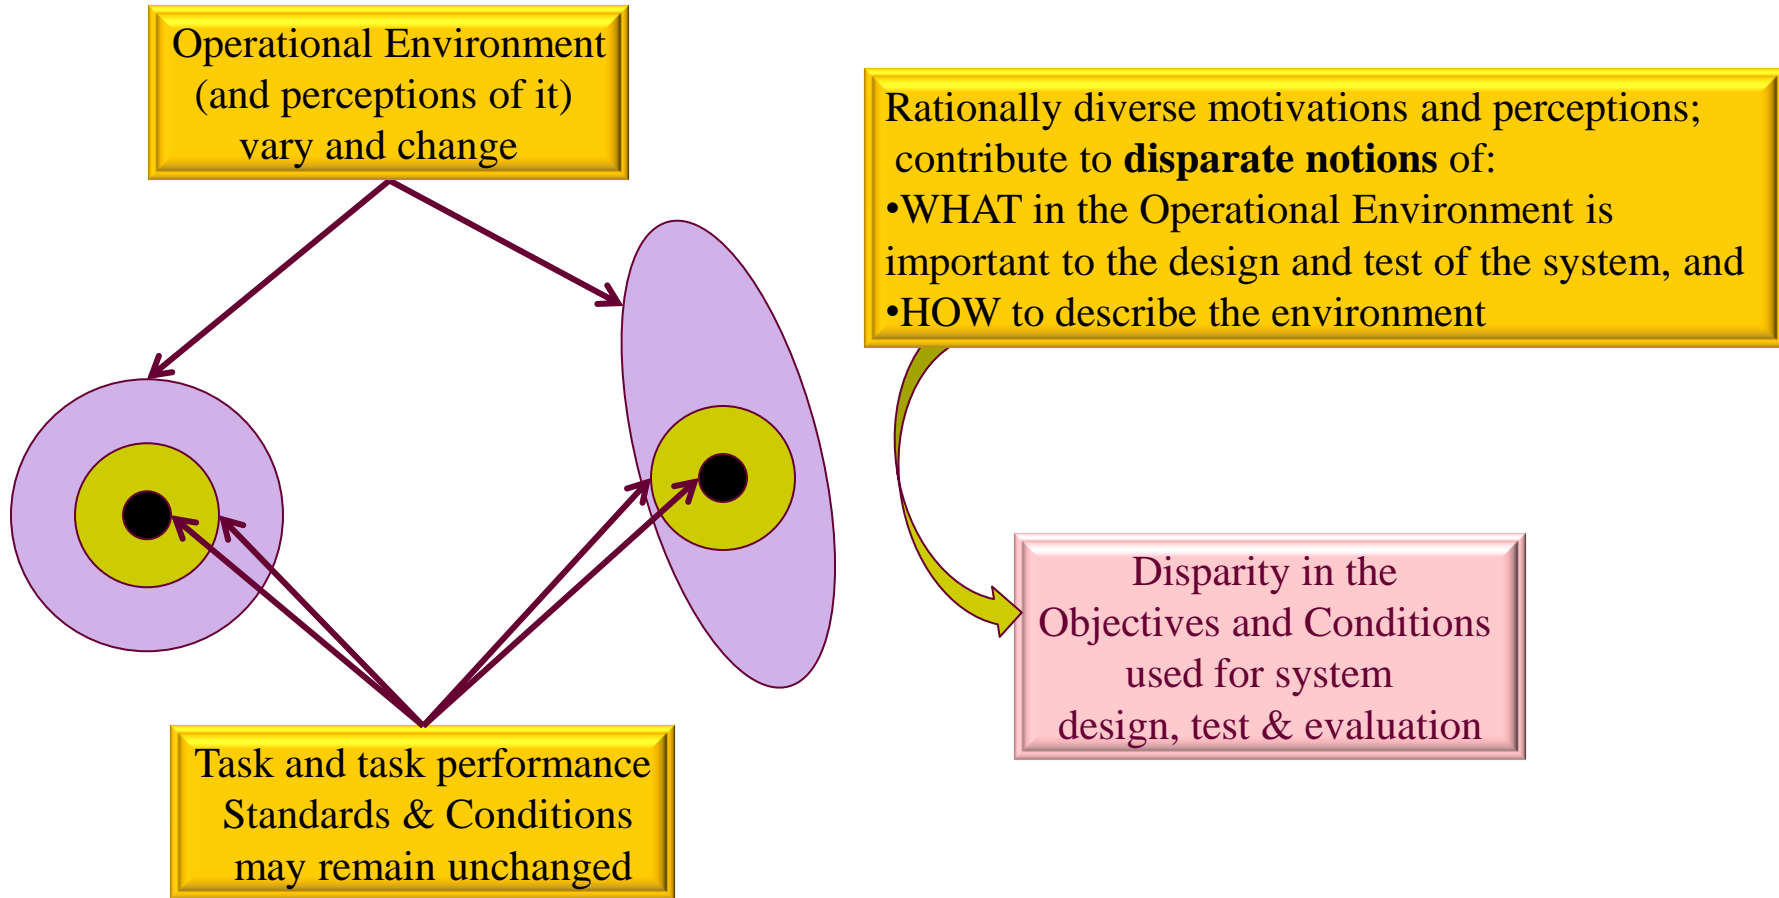 Operational Environment
(and perceptions of it)
vary and change
Rationally diverse motivations and perceptions;
contribute to disparate notions of:
•WHAT in the Operational Environment is
important to the design and test of the system, and
•HOW to describe the environment
Disparity in the
Objectives and Conditions
used for system
design, test & evaluation
Task and task performance
Standards & Conditions
may remain unchanged